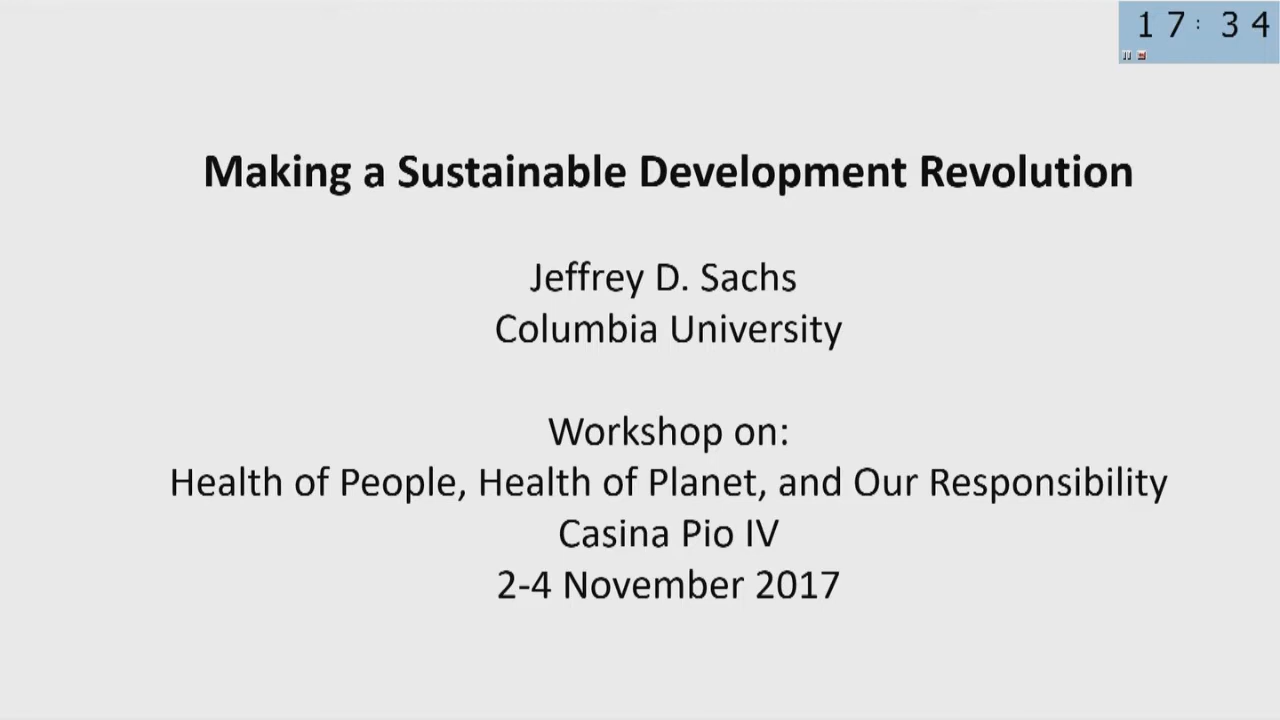 17:34
Making a Sustainable Development Revolution
Jeffrey D. Sachs
Columbia University
Workshop on:
Health of People, Health of Planet, and Our Responsibility
Casina Pio IV
2-4 November 2017